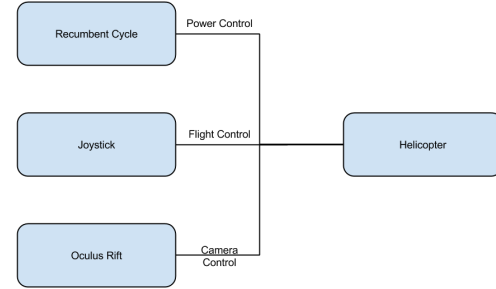 Power Control
Recumbent Cycle
Flight Control
Joystick
Helicopter
Camera
Oculus Rift
Control